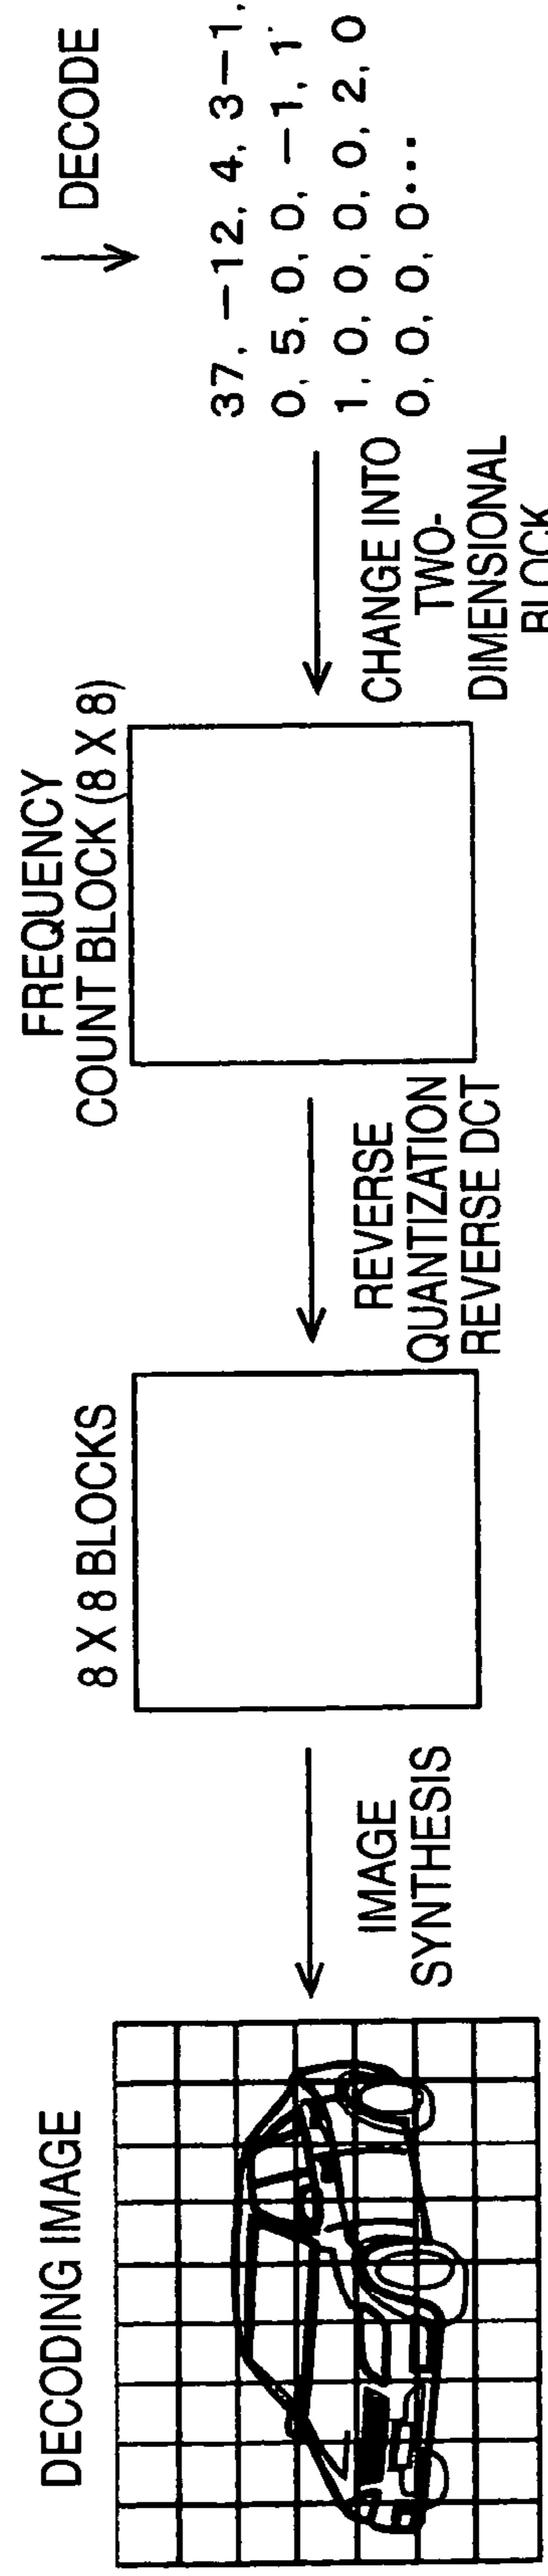 DECODE
37, −12, 4, 3−1,
0, 5, 0, 0, −1, 1
1, 0, 0, 0, 0, 2, 0
0, 0, 0, 0...
CHANGE INTO
TWO-
DIMENSIONAL
BLOCK
FREQUENCY
COUNT BLOCK (8 X 8)
REVERSE
QUANTIZATION
REVERSE DCT
8 X 8 BLOCKS
IMAGE
SYNTHESIS
DECODING IMAGE